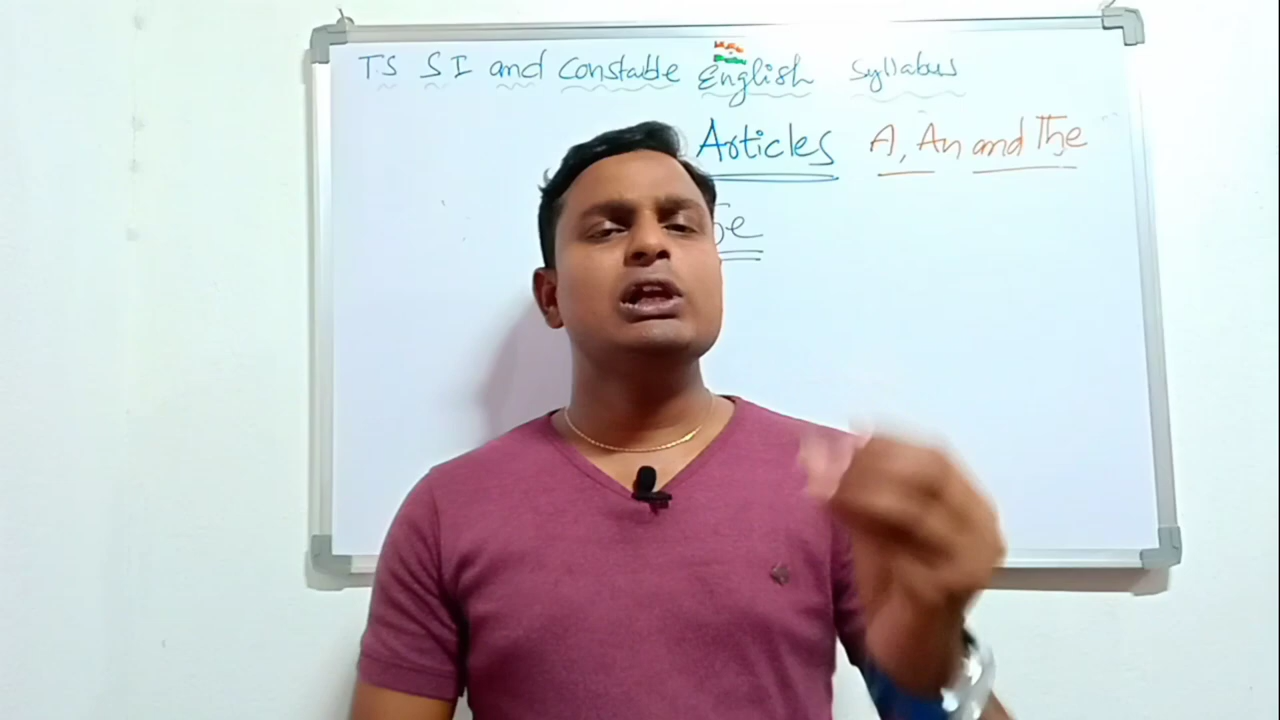 TS SI and Constable English Syllabus
Articles A, An and The